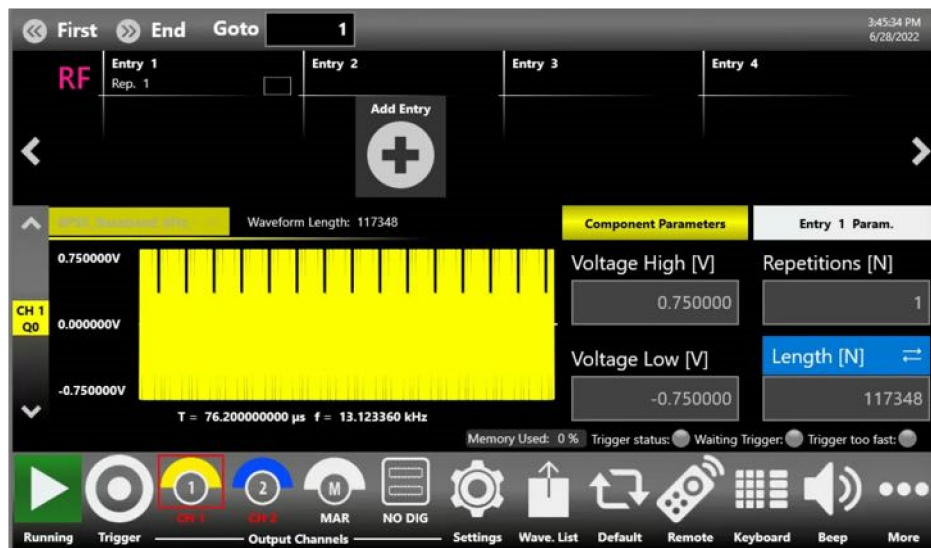 First End Goto 1
3:45:34 PM
6/28/2022
RF
Entry 1
Rep. 1
Entry 2
Entry 3
Entry 4
Add Entry
Waveform Length: 117348
Component Parameters
Entry 1 Param.
0.750000V
0.000000V
-0.750000V
CH 1
Q0
T = 76.200000000 µs f = 13.123360 kHz
Voltage High [V]
0.750000
Voltage Low [V]
-0.750000
Repetitions [N]
1
Length [N]
117348
Memory Used: 0 % Trigger status: Waiting Trigger: Trigger too fast:
1
CH 1
2
CH 2
M
MAR
NO DIG
Running Trigger Output Channels Settings Wave. List Default Remote Keyboard Beep More